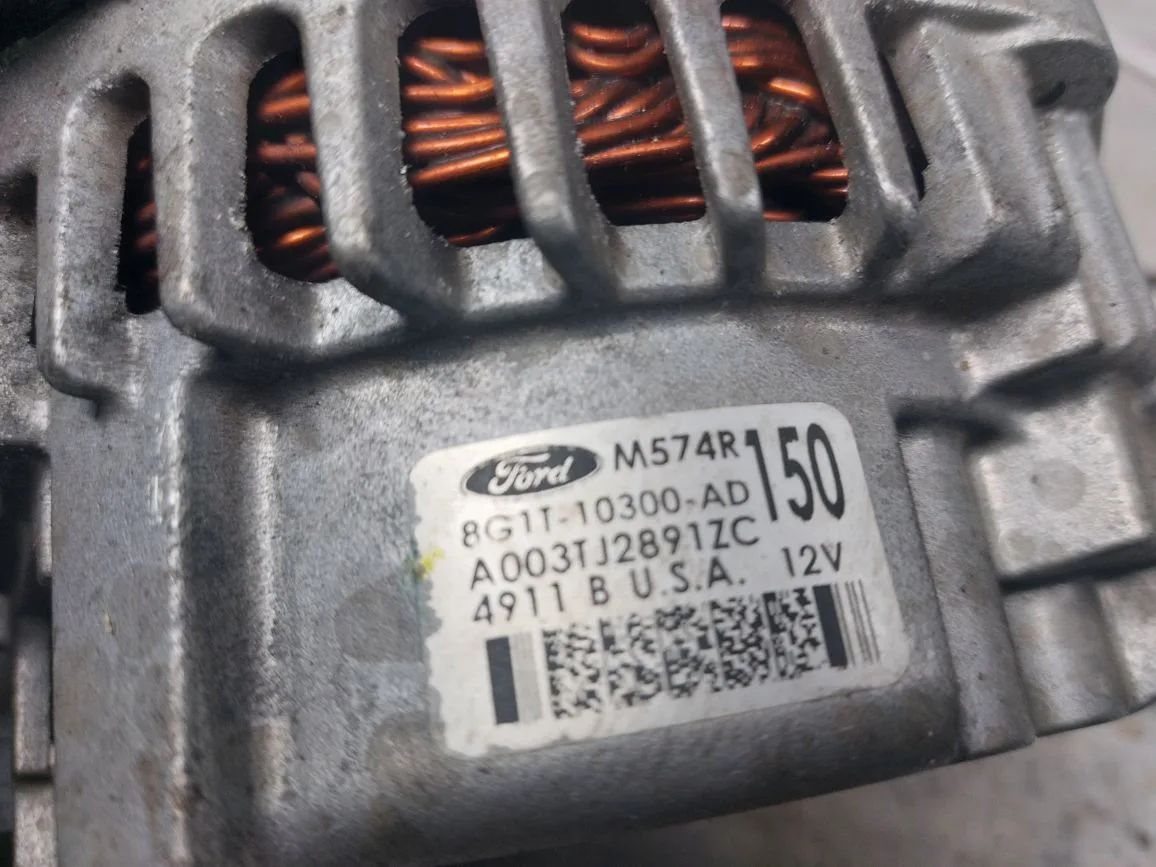 Ford M574R 150
8G1T-10300-AD
A003TJ2891ZC
4911 B U.S.A. 12V